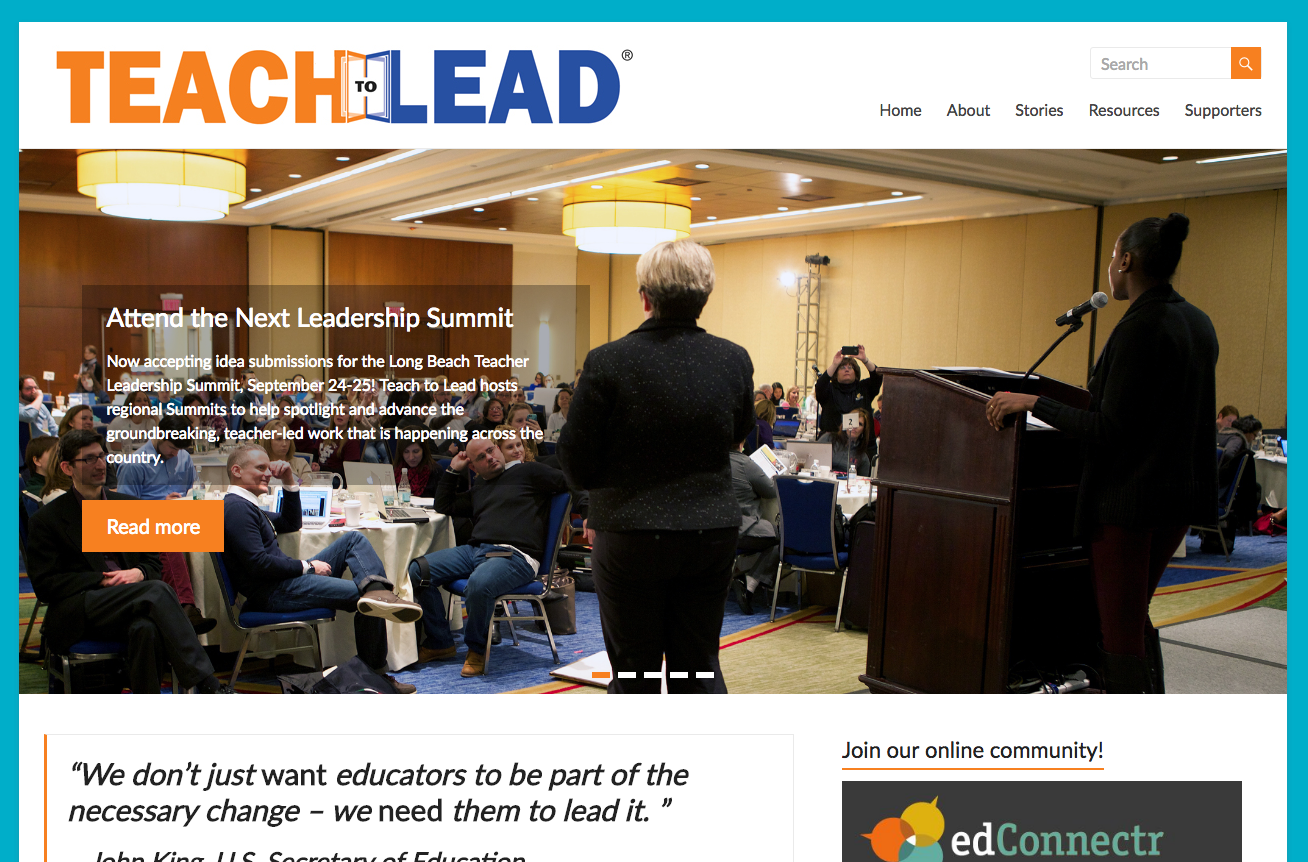 TEACH TO LEAD®
Search
Home About Stories Resources Supporters
Attend the Next Leadership Summit
Now accepting idea submissions for the Long Beach Teacher
Leadership Summit, September 24-25! Teach to Lead hosts
regional Summits to help spotlight and advance the
groundbreaking, teacher-led work that is happening across the
country.
Read more
2
“We don’t just want educators to be part of the
necessary change – we need them to lead it. ”
John King, U.S. Secretary of Education
Join our online community!
edConnectr